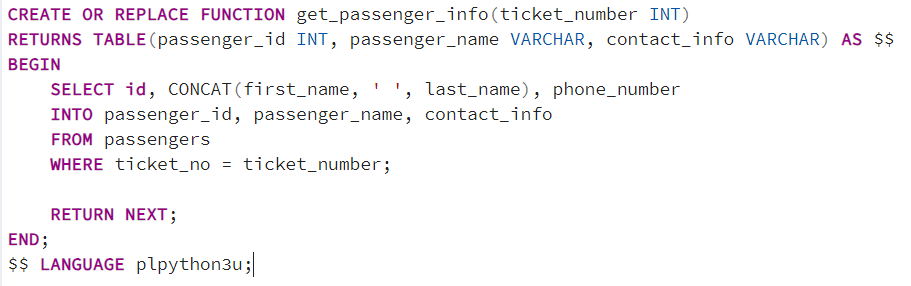 CREATE OR REPLACE FUNCTION get_passenger_info(ticket_number INT)
RETURNS TABLE(passenger_id INT, passenger_name VARCHAR, contact_info VARCHAR) AS $$
BEGIN
    SELECT id, CONCAT(first_name, ' ', last_name), phone_number
    INTO passenger_id, passenger_name, contact_info
    FROM passengers
    WHERE ticket_no = ticket_number;

    RETURN NEXT;
END;
$$ LANGUAGE plpython3u;